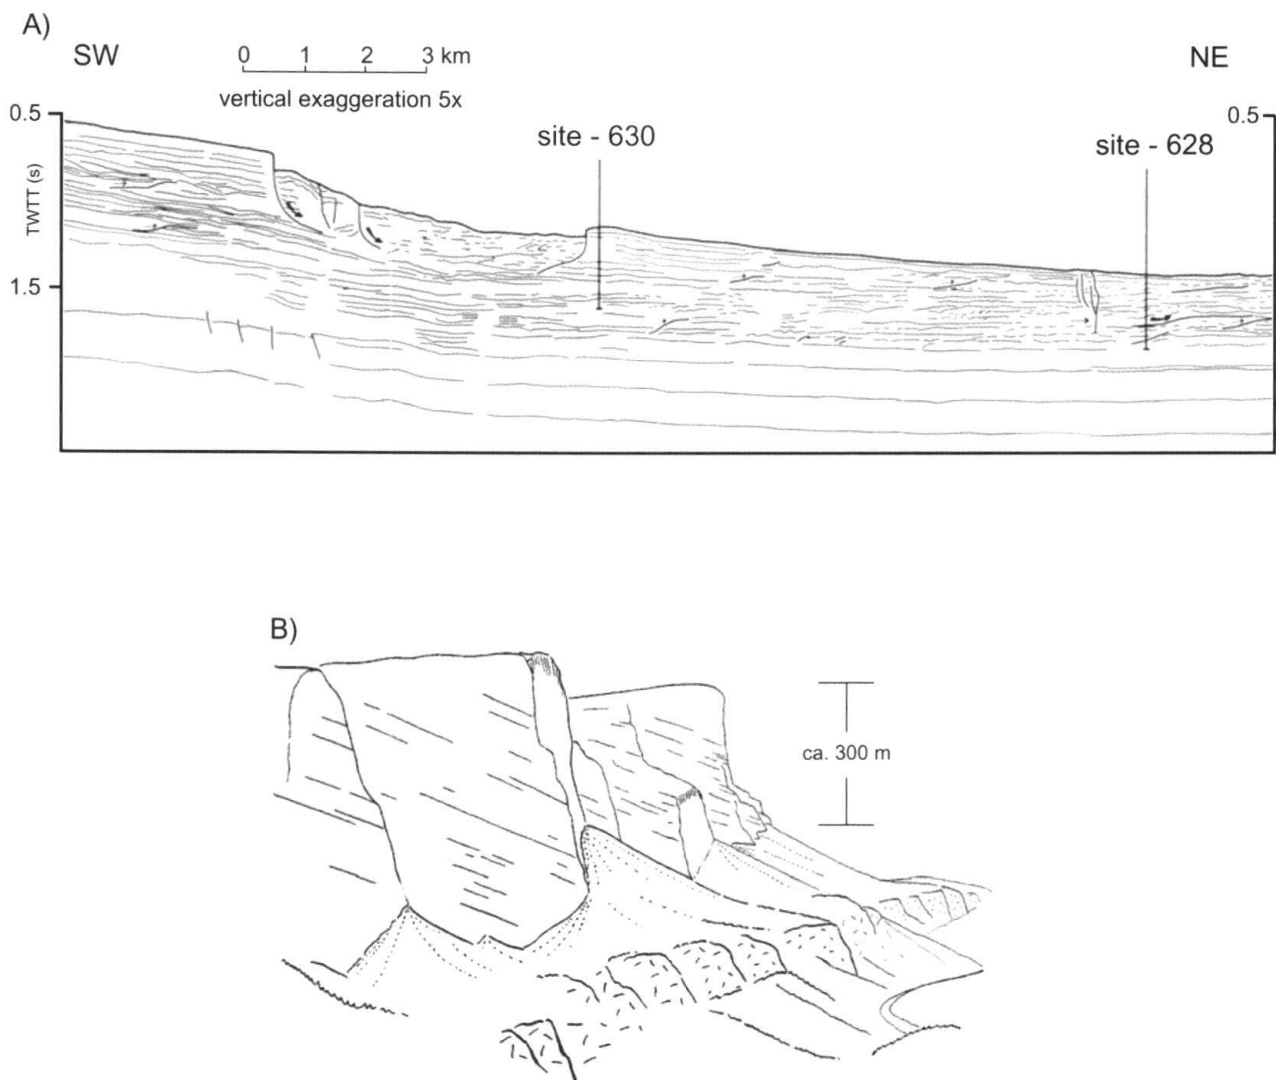 A)
SW
0 1 2 3 km
NE
vertical exaggeration 5x
0.5
0.5
site - 630
site - 628
TWTT (s)
1.5
B)
ca. 300 m